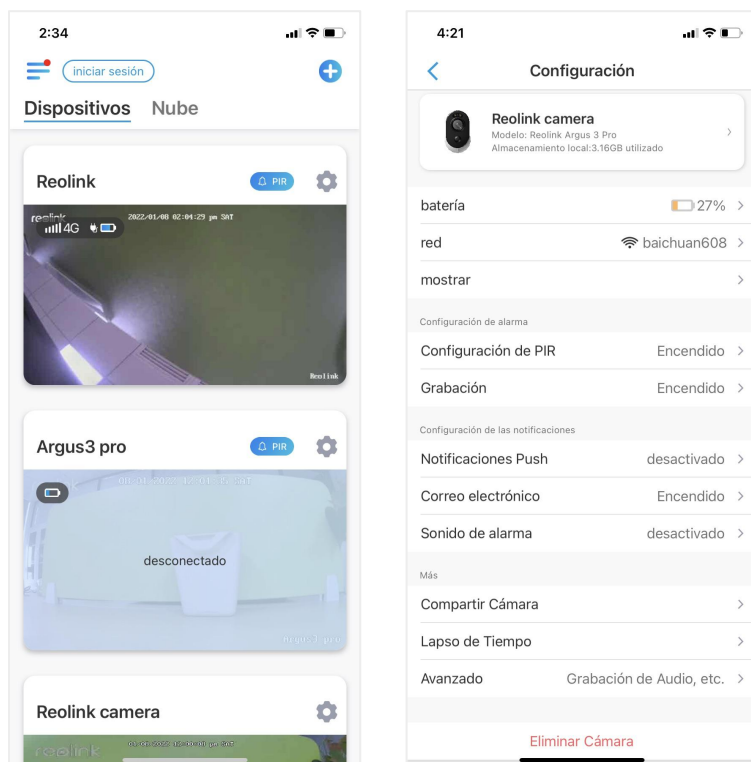 2:34
iniciar sesión
Dispositivos Nube
Reolink
PIR
reolink
2022/01/08 02:04:29 pm SAT
4G
Reolink
Argus3 pro
PIR
desconectado
Argus3 pro
Reolink camera
reolink
4:21
Configuración
Reolink camera
Modelo: Reolink Argus 3 Pro
Almacenamiento local:3.16GB utilizado
batería 27%
red baichuan608
mostrar
Configuración de alarma
Configuración de PIR Encendido
Grabación Encendido
Configuración de las notificaciones
Notificaciones Push desactivado
Correo electrónico Encendido
Sonido de alarma desactivado
Más
Compartir Cámara
Lapso de Tiempo
Avanzado Grabación de Audio, etc.
Eliminar Cámara